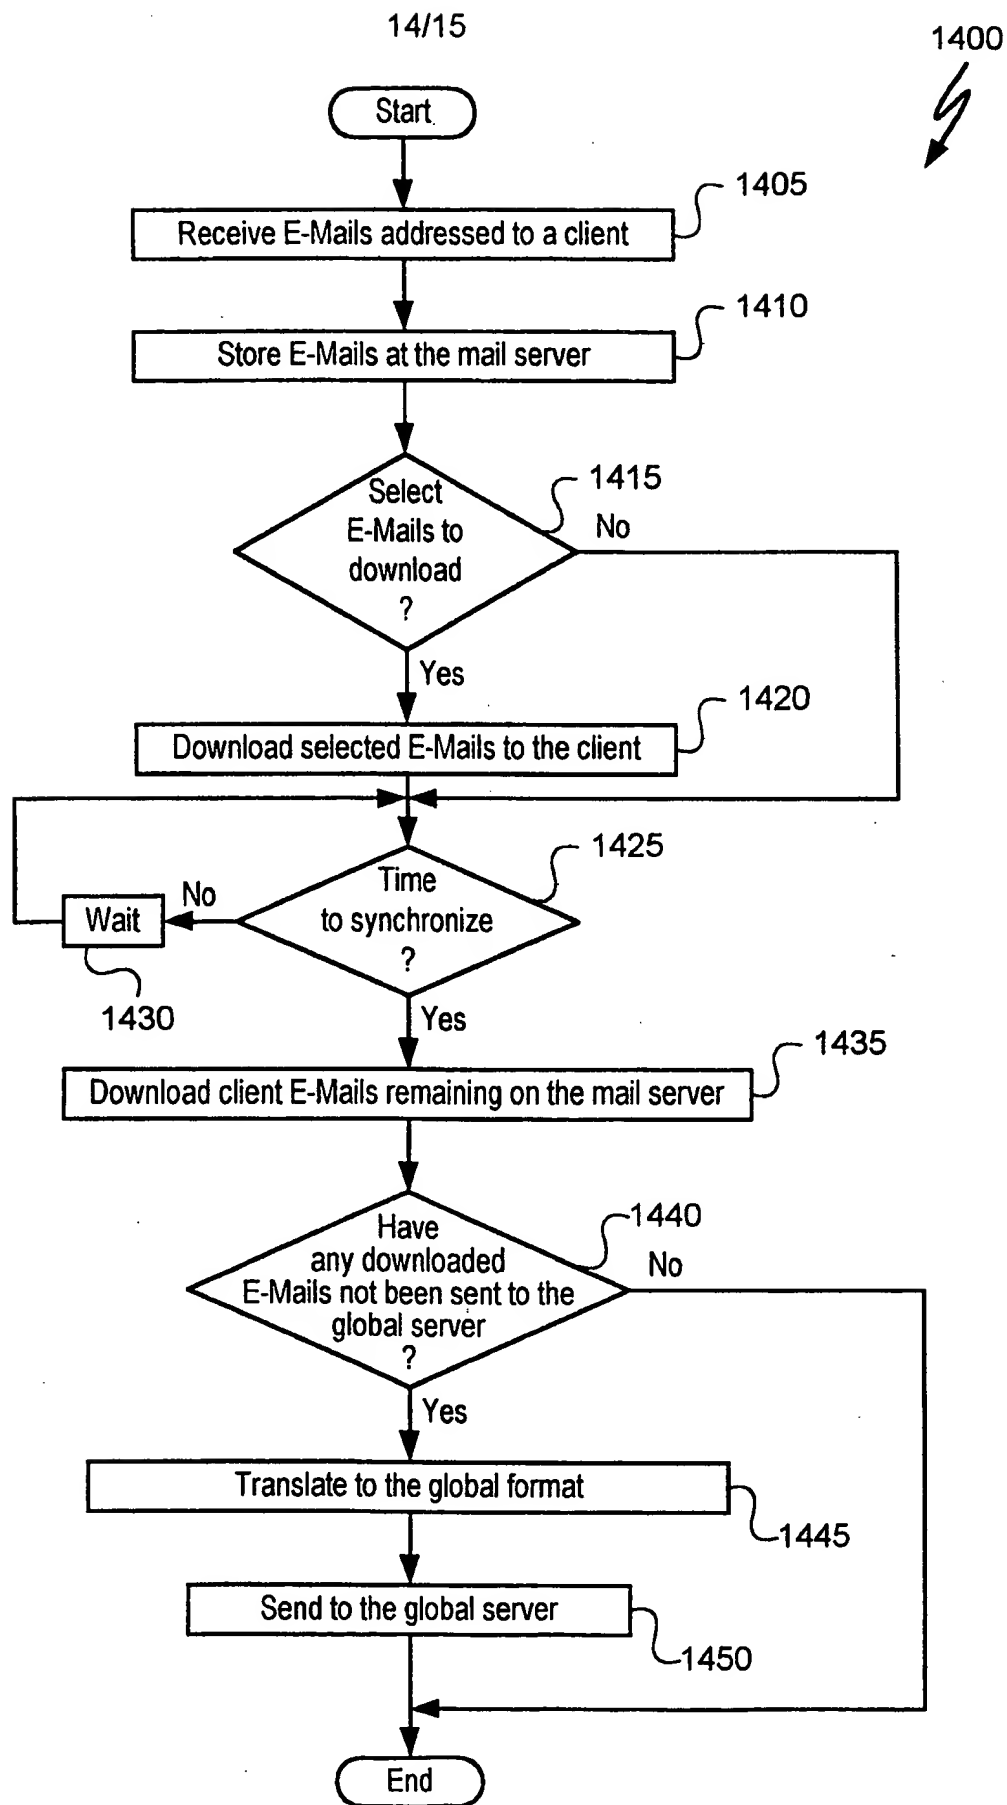 14/15
1400
Start
1405
Receive E-Mails addressed to a client
1410
Store E-Mails at the mail server
1415
Select
E-Mails to
download
?
No
Yes
1420
Download selected E-Mails to the client
1425
Time
to synchronize
?
No
Wait
1430
Yes
1435
Download client E-Mails remaining on the mail server
1440
Have
any downloaded
E-Mails not been sent to the
global server
?
No
Yes
Translate to the global format
1445
Send to the global server
1450
End